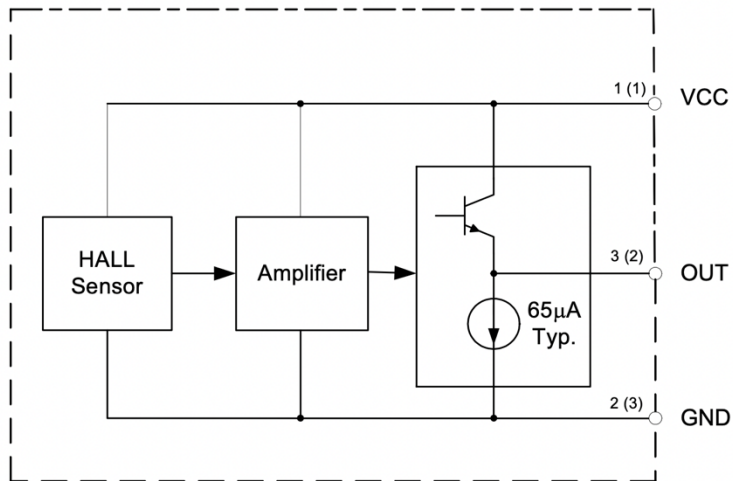 1 (1) VCC
HALL
Sensor
Amplifier
3 (2) OUT
65μA
Typ.
2 (3) GND